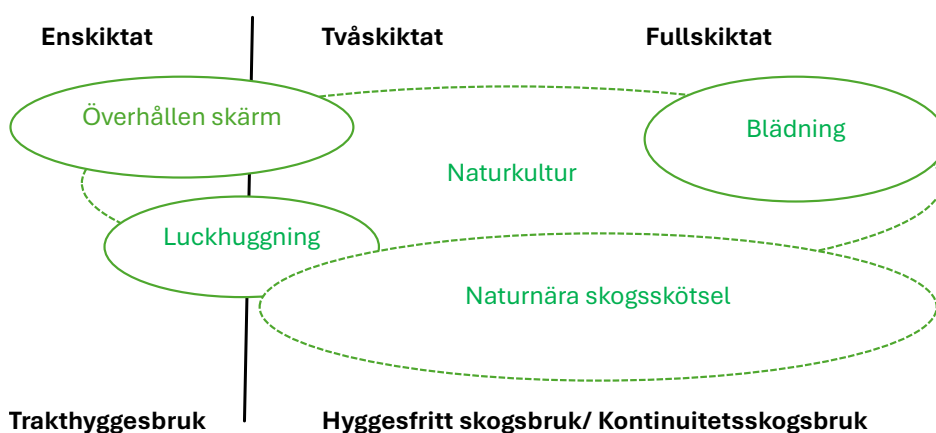 Enskiktat
Tvåskiktat
Fullskiktat
Överhållen skärm
Blädning
Naturkultur
Luckhuggning
Naturnära skogsskötsel
Trakthyggesbruk
Hyggesfritt skogsbruk/ Kontinuitetsskogsbruk